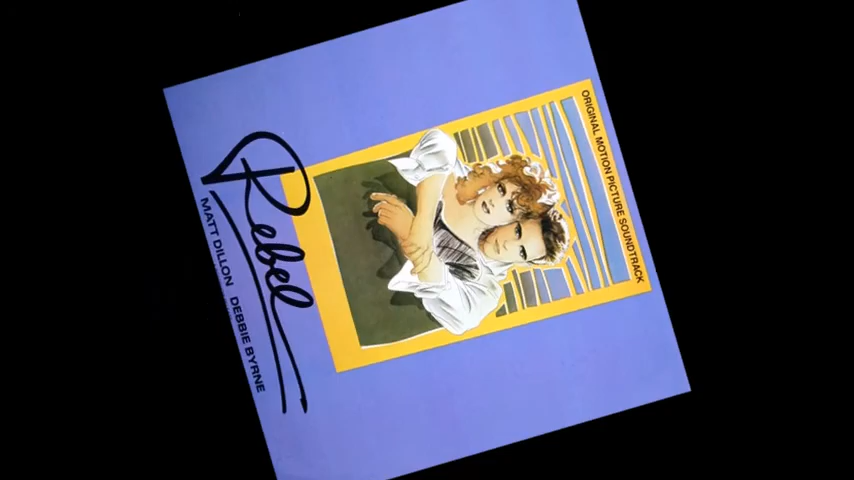 ORIGINAL MOTION PICTURE SOUNDTRACK
Rebel
MATT DILLON DEBBIE BYRNE